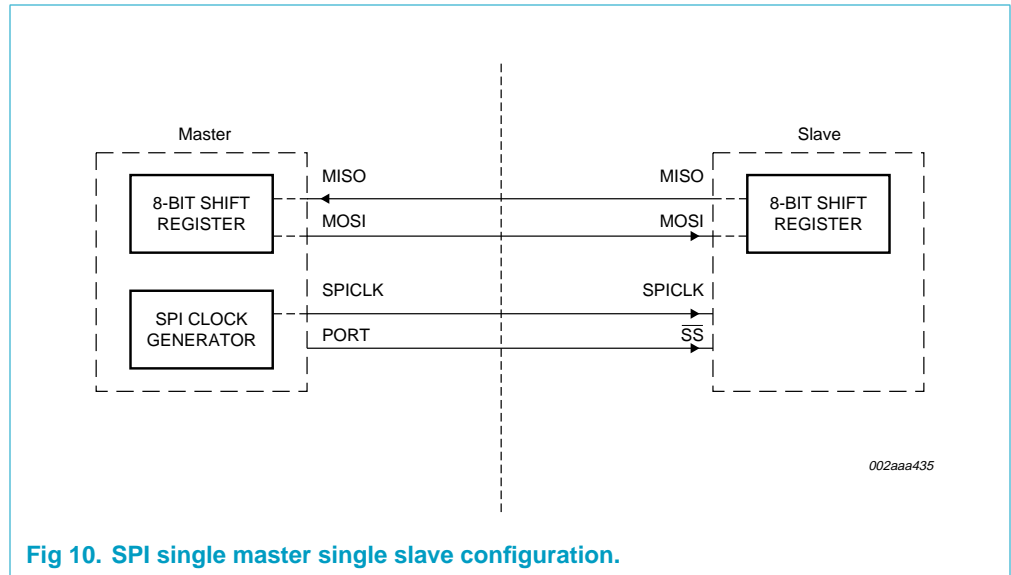 Master
Slave
MISO
MISO
8-BIT SHIFT
REGISTER
8-BIT SHIFT
REGISTER
MOSI
MOSI
SPICLK
SPICLK
SPI CLOCK
GENERATOR
PORT
S̅S̅
002aaa435
Fig 10. SPI single master single slave configuration.